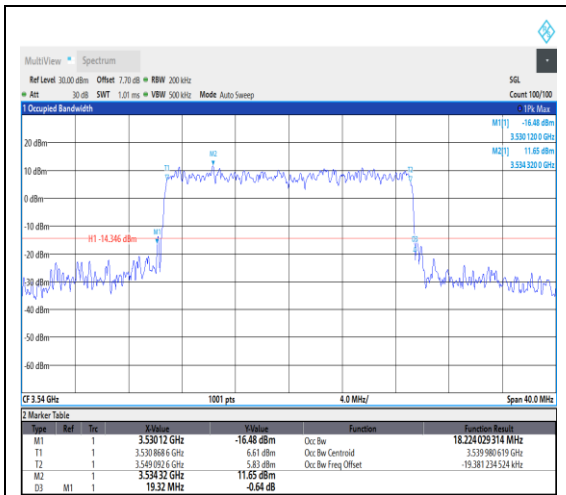 MultiView Spectrum
Ref Level 30.00 dBm Offset 7.70 dB RBW 200 kHz SGL
Att 30 dB SWT 1.01 ms VBW 500 kHz Mode Auto Sweep Count 100/100
1 Occupied Bandwidth 1Pk Max
M1[1] -16.48 dBm
3.530 120 0 GHz
M2[1] 11.65 dBm
3.534 320 0 GHz
20 dBm
M2
T1
T2
10 dBm
0 dBm
-10 dBm
M1
H1 -14.346 dBm
D3
-20 dBm
-30 dBm
-40 dBm
-50 dBm
-60 dBm
CF 3.54 GHz 1001 pts 4.0 MHz/ Span 40.0 MHz
2 Marker Table
Type Ref Trc X-Value Y-Value Function Function Result
M1 1 3.53012 GHz -16.48 dBm Occ Bw 18.224 029 314 MHz
T1 1 3.530 868 6 GHz 6.61 dBm Occ Bw Centroid 3.539 980 619 GHz
T2 1 3.549 092 6 GHz 5.83 dBm Occ Bw Freq Offset -19.381 234 524 kHz
M2 1 3.534 32 GHz 11.65 dBm
D3 M1 1 19.32 MHz -0.64 dB